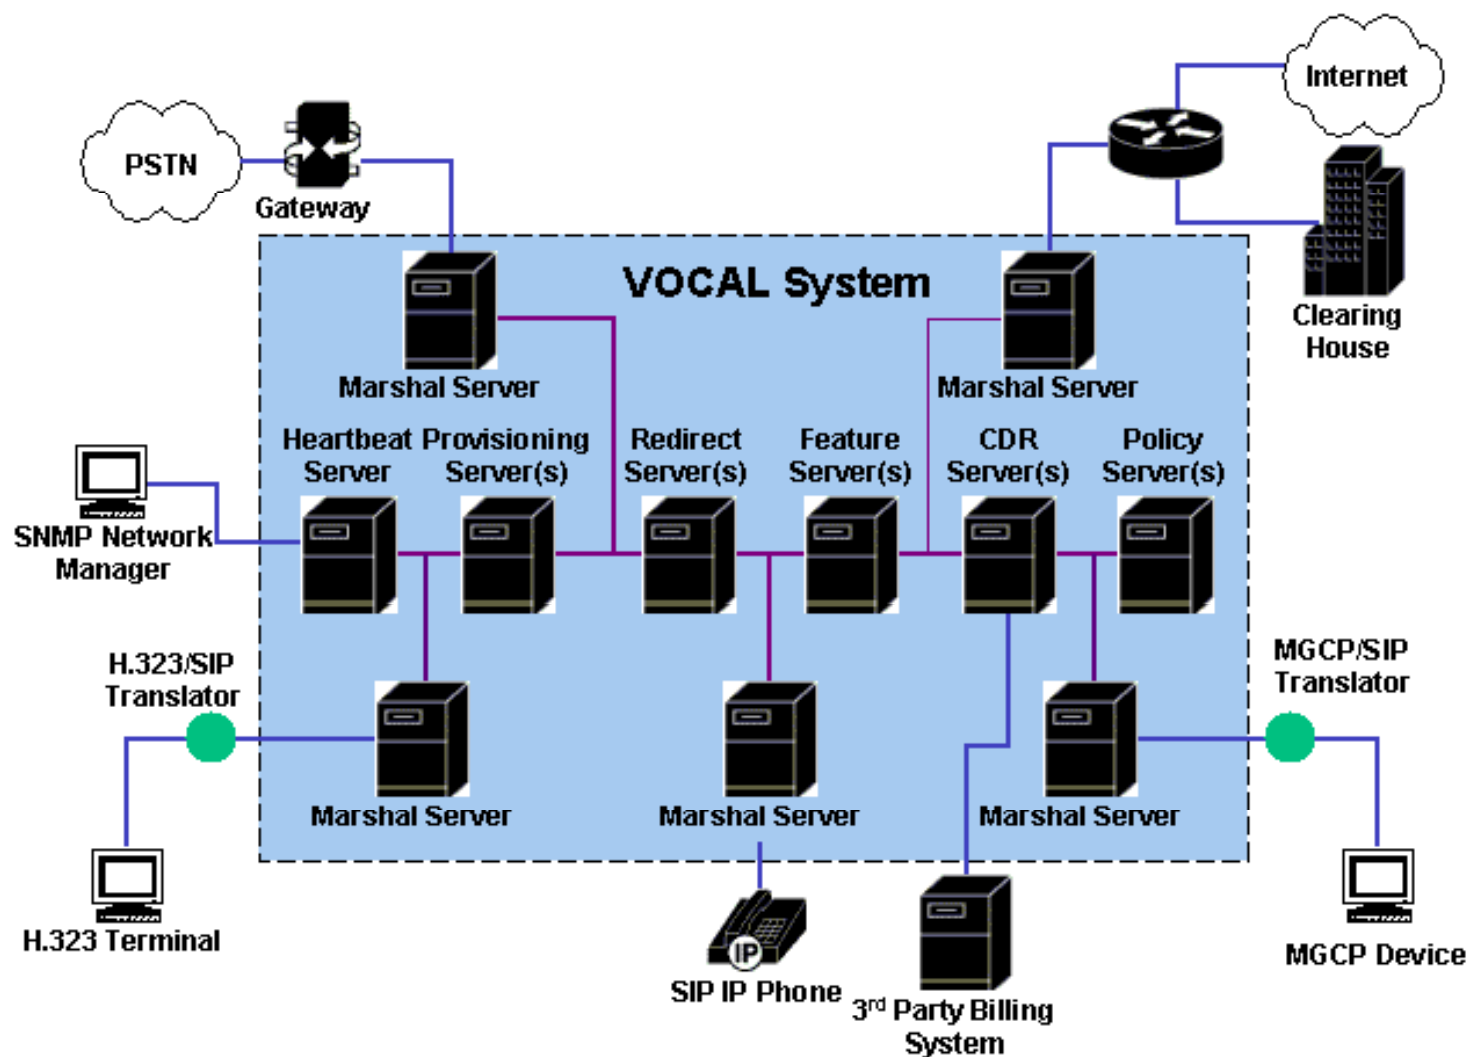 Internet
PSTN
Gateway
Clearing
House
VOCAL System
Marshal Server
Marshal Server
Heartbeat
Server
Provisioning
Server(s)
Redirect
Server(s)
Feature
Server(s)
CDR
Server(s)
Policy
Server(s)
SNMP Network
Manager
H.323/SIP
Translator
MGCP/SIP
Translator
Marshal Server
Marshal Server
Marshal Server
H.323 Terminal
IP
SIP IP Phone
3rd Party Billing
System
MGCP Device